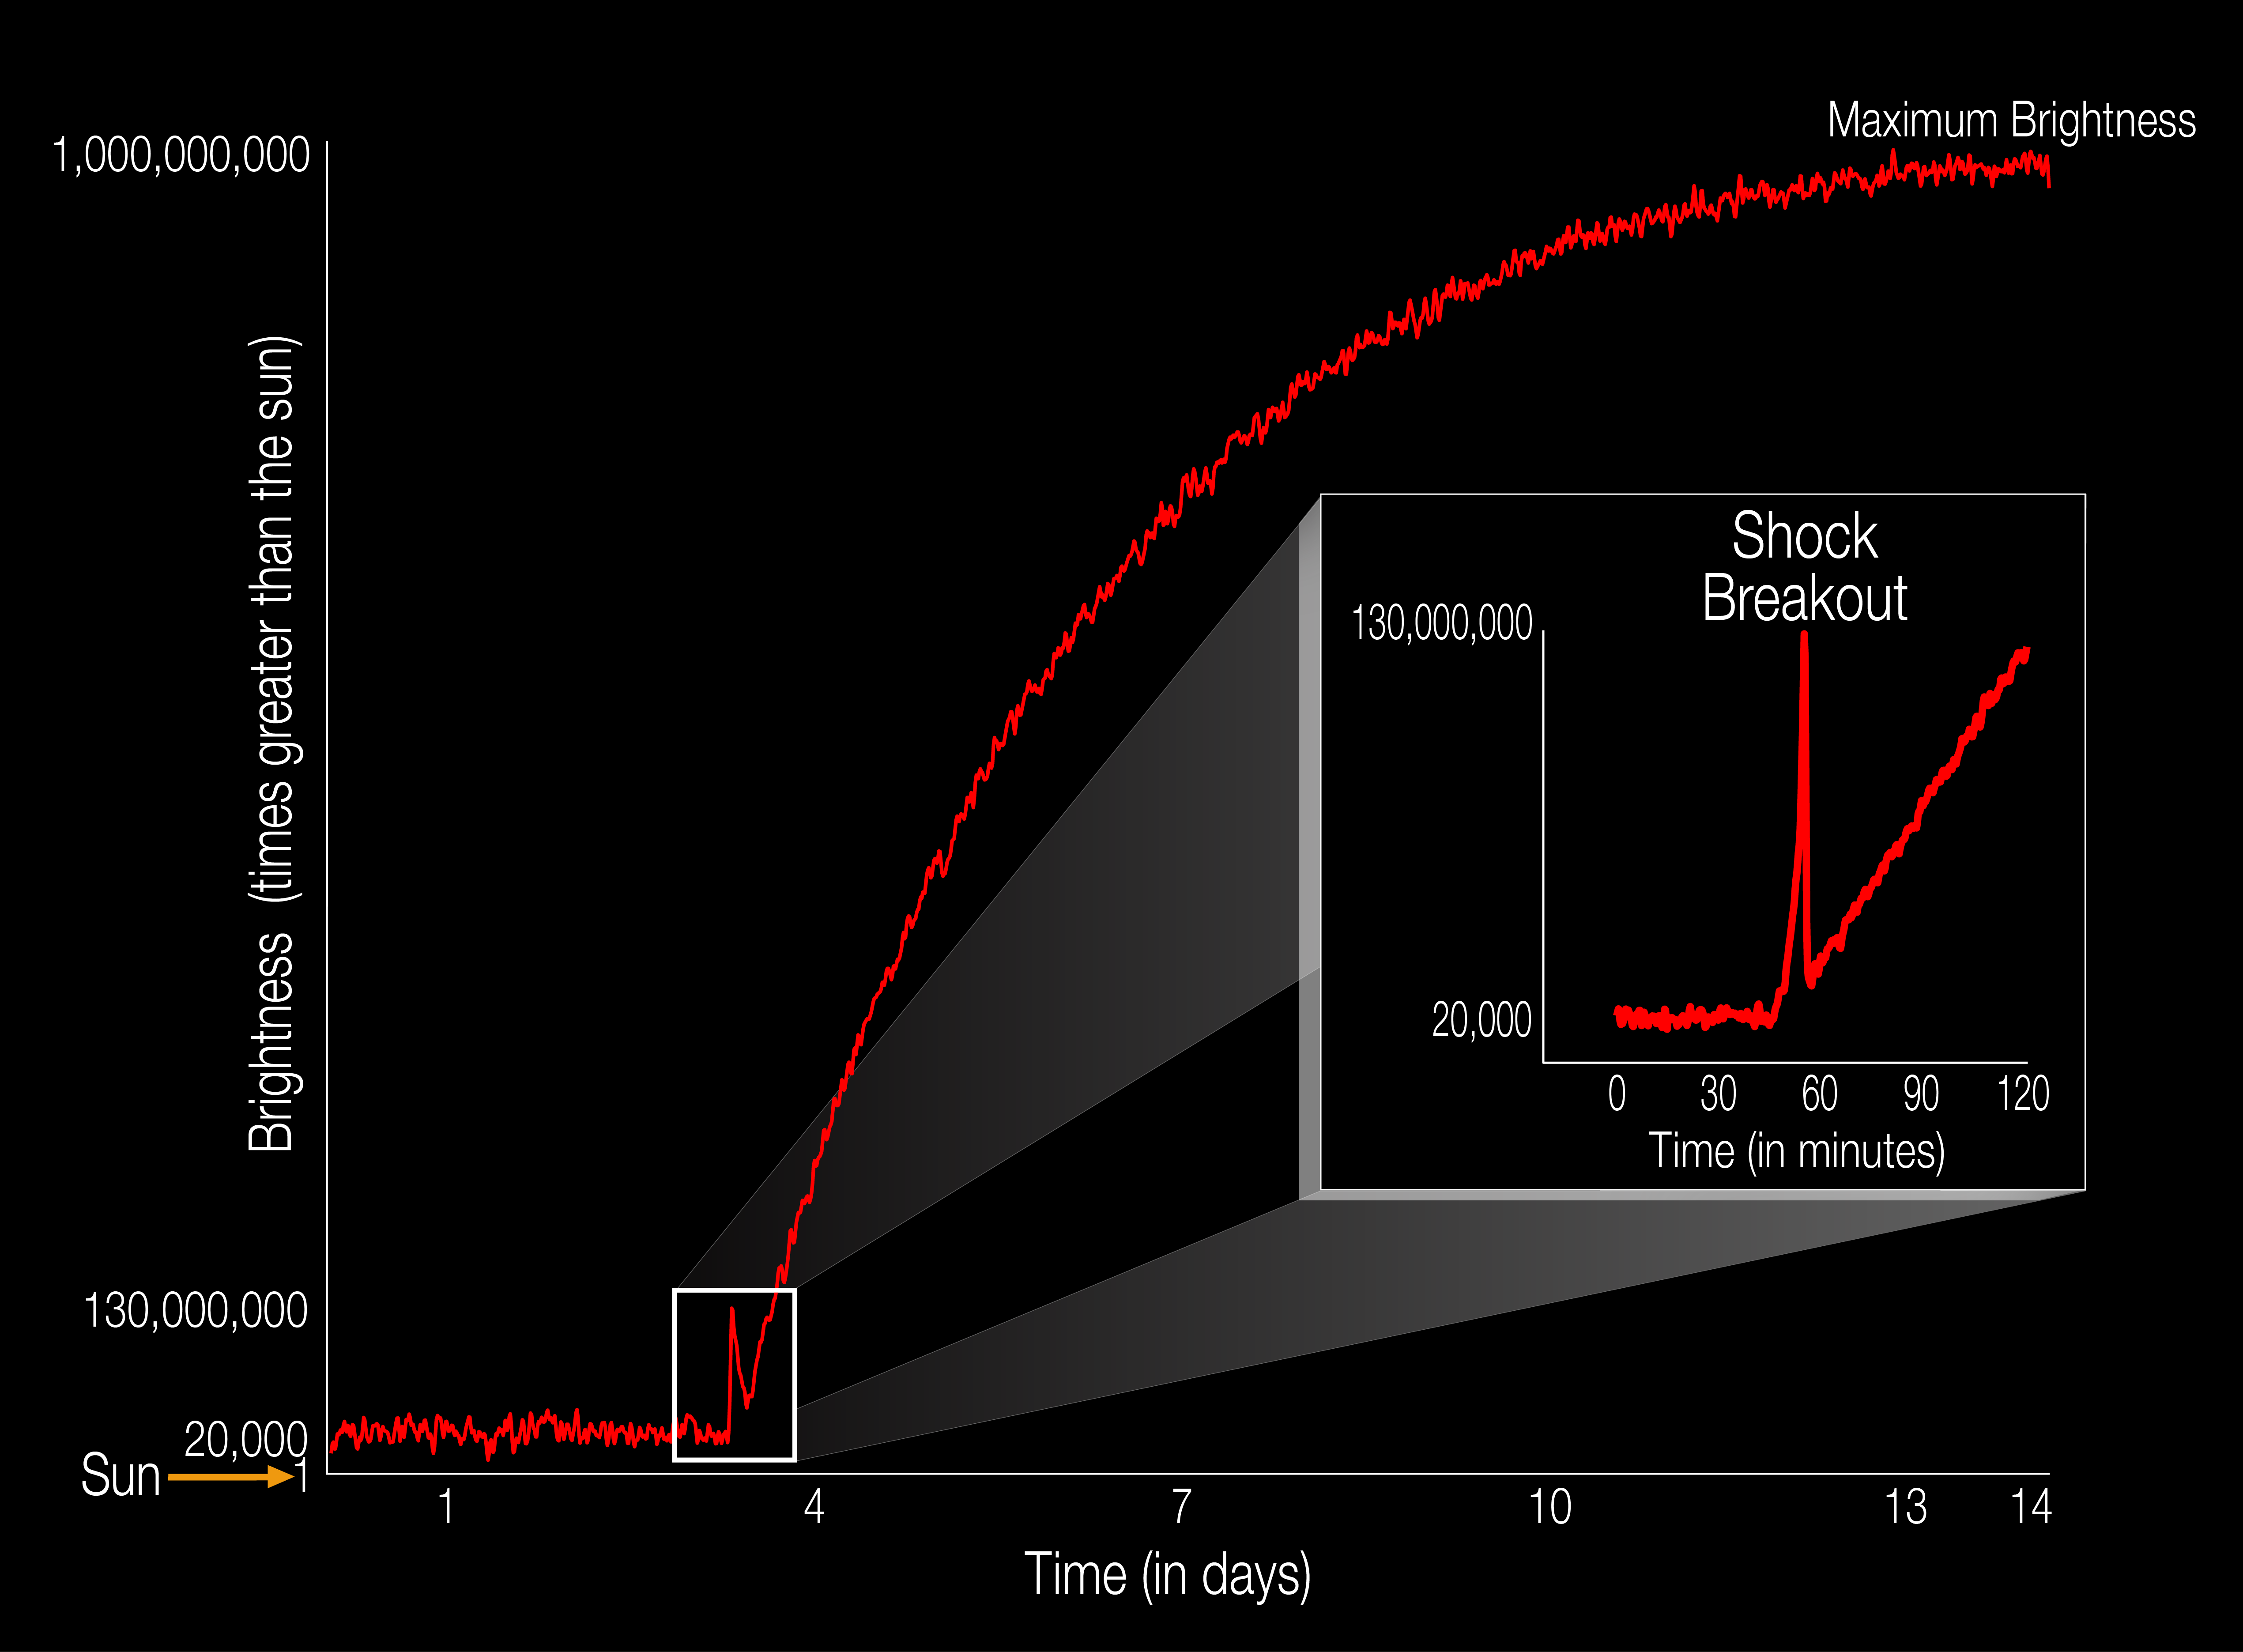 Maximum Brightness
1,000,000,000
Brightness (times greater than the sun)
130,000,000
20,000
Sun
1
1 4 7 10 13 14
Time (in days)
Shock
Breakout
130,000,000
20,000
0 30 60 90 120
Time (in minutes)